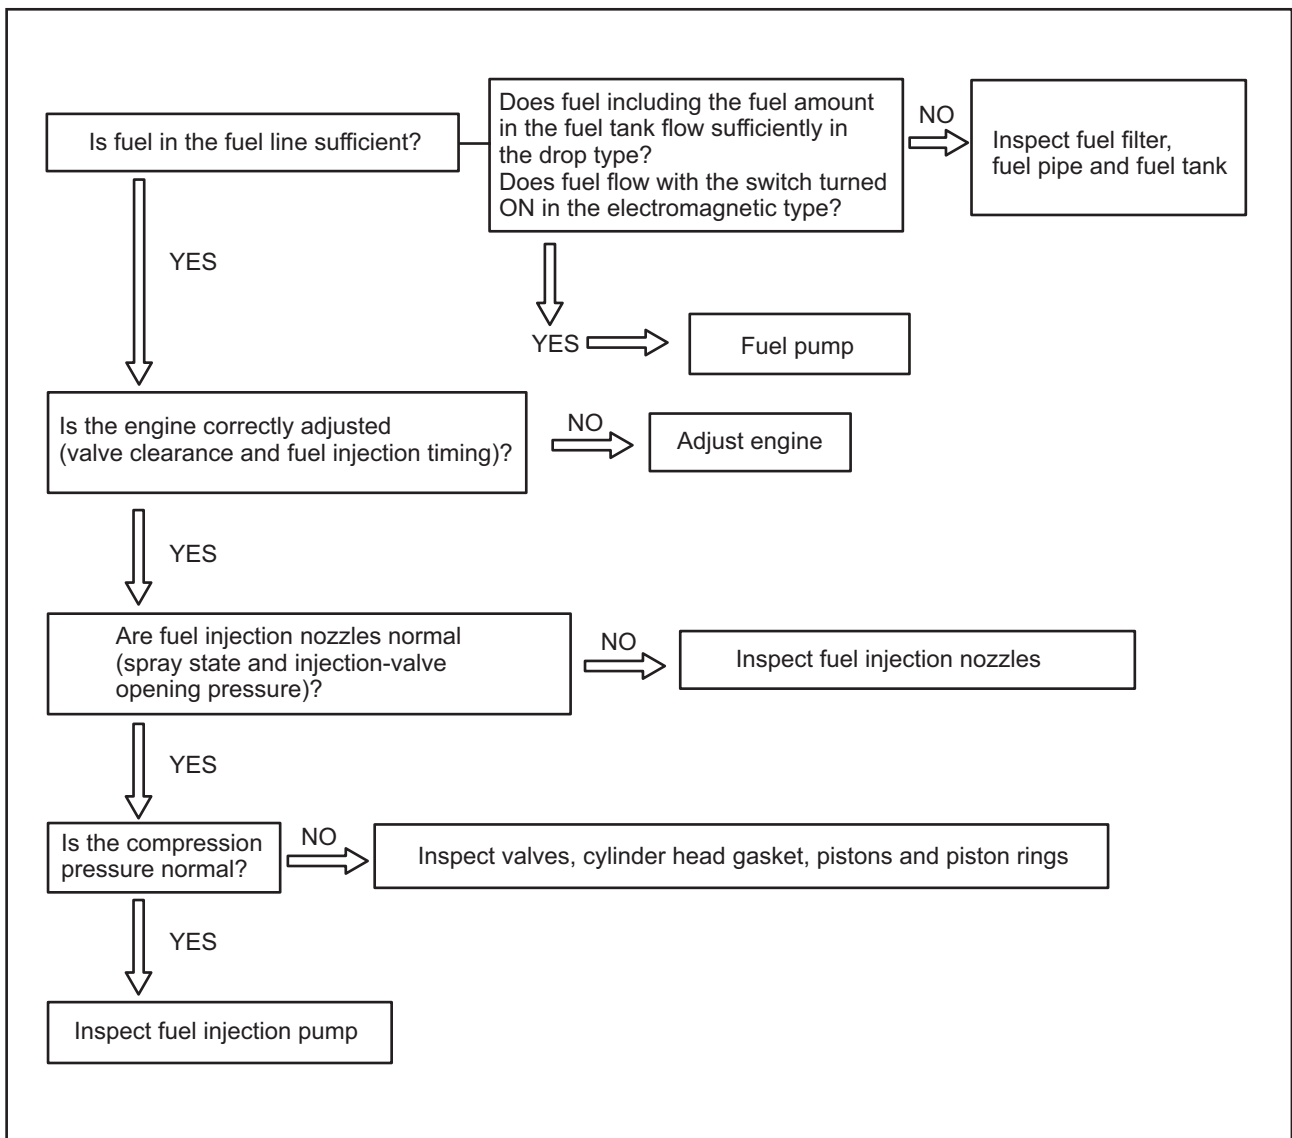 Is fuel in the fuel line sufficient?
Does fuel including the fuel amount
in the fuel tank flow sufficiently in
the drop type?
Does fuel flow with the switch turned
ON in the electromagnetic type?
NO
Inspect fuel filter,
fuel pipe and fuel tank
YES
YES
Fuel pump
Is the engine correctly adjusted
(valve clearance and fuel injection timing)?
NO
Adjust engine
YES
Are fuel injection nozzles normal
(spray state and injection-valve
opening pressure)?
NO
Inspect fuel injection nozzles
YES
Is the compression
pressure normal?
NO
Inspect valves, cylinder head gasket, pistons and piston rings
YES
Inspect fuel injection pump